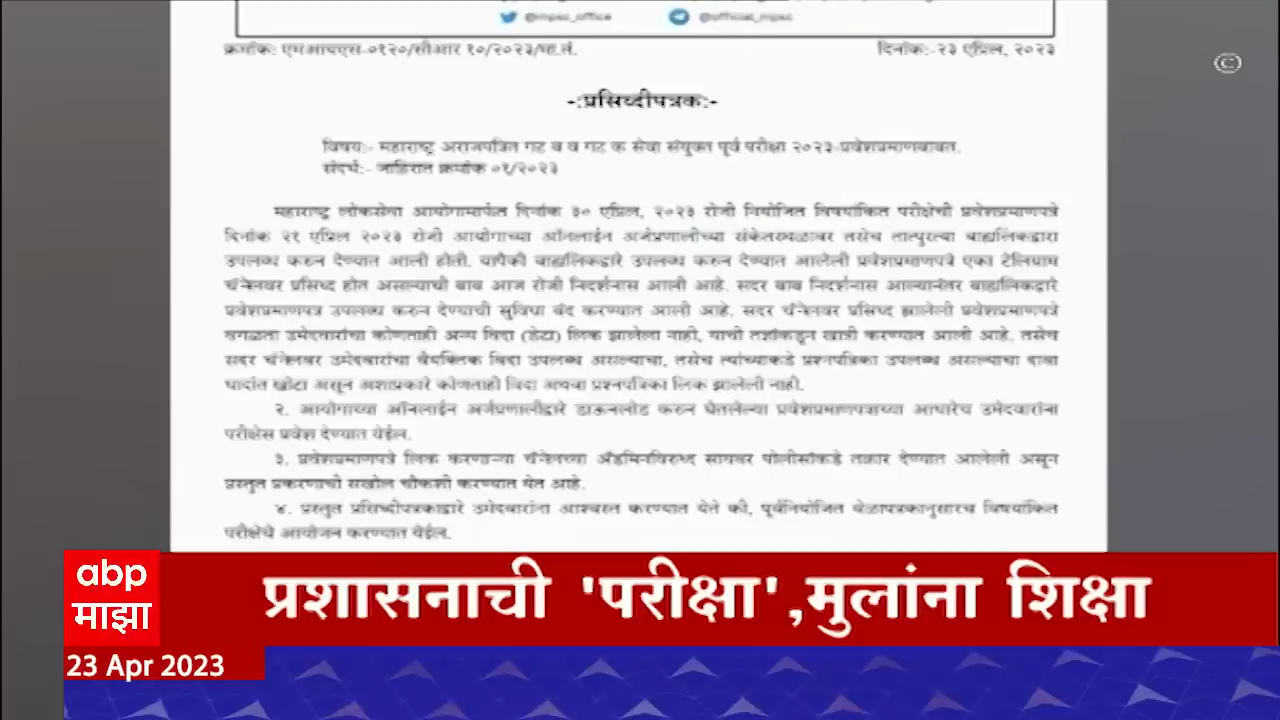 @mpsc_office @official_mpsc
क्रमांक: एमआयएस-०१२०/सीआर १०/२०२३/मा.तं. दिनांक:-२३ एप्रिल, २०२३
©
-:प्रसिध्दीपत्रक:-
विषय:- महाराष्ट्र अराजपत्रित गट ब व गट क सेवा संयुक्त पूर्व परीक्षा २०२३-प्रवेशप्रमाणबाबत.
संदर्भ:- जाहिरात क्रमांक ०१/२०२३
महाराष्ट्र लोकसेवा आयोगामार्फत दिनांक ३० एप्रिल, २०२३ रोजी नियोजित विषयांकित परीक्षेची प्रवेशप्रमाणपत्रे
दिनांक २१ एप्रिल २०२३ रोजी आयोगाच्या ऑनलाईन अर्जप्रणालीच्या संकेतस्थळावर तसेच तात्पुरत्या बाह्यलिंकद्वारा
उपलब्ध करुन देण्यात आली होती. यापैकी बाह्यलिंकद्वारे उपलब्ध करुन देण्यात आलेली प्रवेशप्रमाणपत्रे एका टेलिग्राम
चॅनेलवर प्रसिध्द होत असल्याची बाब आज रोजी निदर्शनास आली आहे. सदर बाब निदर्शनास आल्यानंतर बाह्यलिंकद्वारे
प्रवेशप्रमाणपत्र उपलब्ध करुन देण्याची सुविधा बंद करण्यात आली आहे. सदर चॅनेलवर प्रसिध्द झालेली प्रवेशप्रमाणपत्रे
वगळता उमेदवारांचा कोणताही अन्य विदा (डेटा) लिक झालेला नाही, याची तज्ञांकडून खात्री करण्यात आली आहे. तसेच
सदर चॅनेलवर उमेदवारांचा वैयक्तिक विदा उपलब्ध असल्याचा, तसेच त्यांच्याकडे प्रश्नपत्रिका उपलब्ध असल्याचा दावा
धादांत खोटा असून अशाप्रकारे कोणताही विदा अथवा प्रश्नपत्रिका लिक झालेली नाही.
२. आयोगाच्या ऑनलाईन अर्जप्रणालीद्वारे डाऊनलोड करुन घेतलेल्या प्रवेशप्रमाणपत्राच्या आधारेच उमेदवारांना
परीक्षेस प्रवेश देण्यात येईल.
३. प्रवेशप्रमाणपत्रे लिक करणाऱ्या चॅनेलच्या अॅडमिनविरुध्द सायबर पोलीसांकडे तक्रार देण्यात आलेली असून
प्रस्तुत प्रकरणाची सखोल चौकशी करण्यात येत आहे.
४. प्रस्तुत प्रसिध्दीपत्रकाद्वारे उमेदवारांना आश्वस्त करण्यात येते की, पूर्वनियोजित वेळापत्रकानुसारच विषयांकित
परीक्षेचे आयोजन करण्यात येईल.
abp
माझा
प्रशासनाची 'परीक्षा',मुलांना शिक्षा
23 Apr 2023